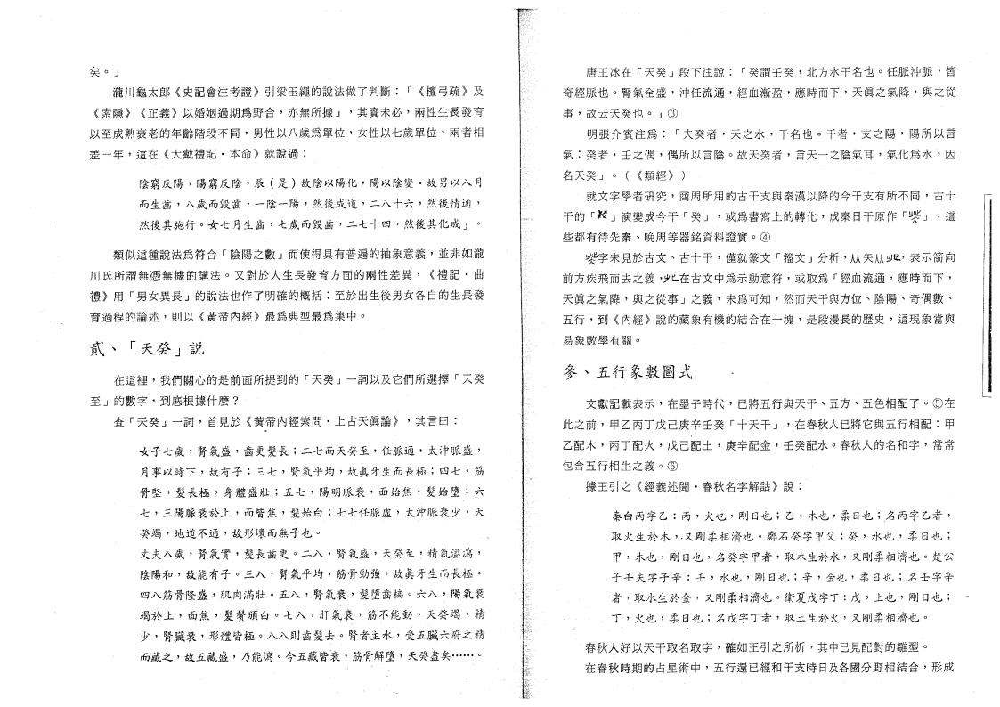 矣。」
瀧川龜太郎《史記會注考證》引梁玉繩的說法做了判斷：「《檀弓疏》及
《索隱》《正義》以婚姻過期爲野合，亦無所據」，其實未必，兩性生長發育
以至成熟衰老的年齡階段不同，男性以八歲爲單位，女性以七歲單位，兩者相
差一年，這在《大戴禮記·本命》就說過：
陰窮反陽，陽窮反陰，辰（是）故陰以陽化，陽以陰變。故男以八月
而生齒，八歲而毀齒，一陰一陽，然後成道，二八十六，然後情通，
然後其施行。女七月生齒，七歲而毀齒，二七十四，然後其化成」。
類似這種說法爲符合「陰陽之數」而使得具有普遍的抽象意義，並非如瀧
川氏所謂無憑無據的講法。又對於人生長發育方面的兩性差異，《禮記·曲
禮》用「男女異長」的說法也作了明確的概括；至於出生後男女各自的生長發
育過程的論述，則以《黃帝內經》最爲典型最爲集中。
貳、「天癸」說
在這裡，我們關心的是前面所提到的「天癸」一詞以及它們所選擇「天癸
至」的數字，到底根據什麼？
查「天癸」一詞，首見於《黃帝內經素問·上古天眞論》，其言曰：
女子七歲，腎氣盛，齒更髮長；二七而天癸至，任脈通，太沖脈盛，
月事以時下，故有子；三七，腎氣平均，故眞牙生而長極；四七，筋
骨堅，髮長極，身體盛壯；五七，陽明脈衰，面始焦，髮始墮；六
七，三陽脈衰於上，面皆焦，髮始白；七七任脈虛，太沖脈衰少，天
癸竭，地道不通，故形壞而無子也。
丈夫八歲，腎氣實，髮長齒更。二八，腎氣盛，天癸至，精氣溢瀉，
陰陽和，故能有子。三八，腎氣平均，筋骨勁強，故眞牙生而長極。
四八筋骨隆盛，肌肉滿壯。五八，腎氣衰，髮墮齒槁。六八，陽氣衰
竭於上，面焦，髮鬢頒白。七八，肝氣衰，筋不能動，天癸竭，精
少，腎臟衰，形體皆極。八八則齒髮去。腎者主水，受五臟六府之精
而藏之，故五藏盛，乃能瀉。今五藏皆衰，筋骨解墮，天癸盡矣……。
唐王冰在「天癸」段下注說：「癸謂壬癸，北方水干名也。任脈沖脈，皆
奇經脈也。腎氣全盛，沖任流通，經血漸盈，應時而下，天眞之氣降，與之從
事，故云天癸也。」③
明張介賓注爲：「夫癸者，天之水，干名也。干者，支之陽，陽所以言
氣；癸者，壬之偶，偶所以言陰。故天癸者，言天一之陰氣耳，氣化爲水，因
名天癸」。（《類經》）
就文字學者研究，商周所用的古干支與秦漢以降的今干支有所不同，古十
干的「」演變成今干「癸」，或爲書寫上的轉化，成秦日干原作「」，這
些都有待先秦、晚周等器銘資料證實。④
字未見於古文、古十干，僅就篆文「籀文」分析，从矢从，表示箭向
前方疾飛而去之義，在古文中爲示動意符，或取爲「經血流通，應時而下，
天眞之氣降，與之從事」之義，未爲可知，然而天干與方位、陰陽、奇偶數、
五行，到《內經》說的藏象有機的結合在一塊，是段漫長的歷史，這現象當與
易象數學有關。
參、五行象數圖式
文獻記載表示，在墨子時代，已將五行與天干、五方、五色相配了。⑤在
此之前，甲乙丙丁戊己庚辛壬癸「十天干」，在春秋人已將它與五行相配：甲
乙配木，丙丁配火，戊己配土，庚辛配金，壬癸配水。春秋人的名和字，常常
包含五行相生之義。⑥
據王引之《經義述聞·春秋名字解詁》說：
秦白丙字乙：丙，火也，剛日也；乙，木也，柔日也；名丙字乙者，
取火生於木，又剛柔相濟也。鄭石癸字甲父：癸，水也，柔日也；
甲，木也，剛日也，名癸字甲者，取木生於水，又剛柔相濟也。楚公
子壬夫字子辛：壬，水也，剛日也；辛，金也，柔日也；名壬字辛
者，取水生於金，又剛柔相濟也。衛夏戊字丁：戊，土也，剛日也；
丁，火也，柔日也；名戊字丁者，取土生於火，又剛柔相濟也。
春秋人好以天干取名取字，確如王引之所析，其中已見配對的雛型。
在春秋時期的占星術中，五行還已經和干支時日及各國分野相結合，形成